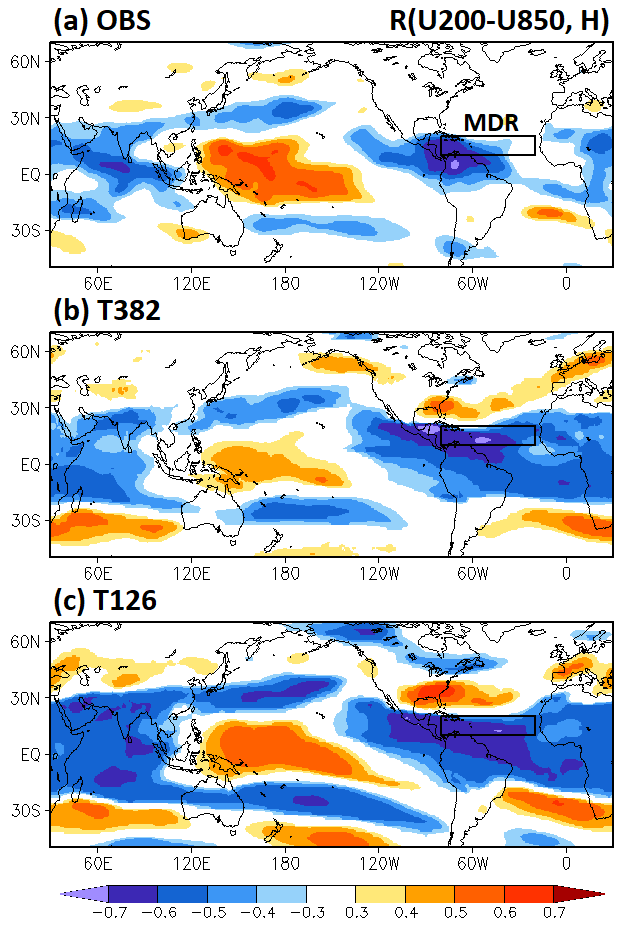 (a) OBS R(U200-U850, H)
60N
30N
EQ
30S
MDR
60E 120E 180 120W 60W 0
(b) T382
60N
30N
EQ
30S
60E 120E 180 120W 60W 0
(c) T126
60N
30N
EQ
30S
60E 120E 180 120W 60W 0
−0.7 −0.6 −0.5 −0.4 −0.3 0.3 0.4 0.5 0.6 0.7